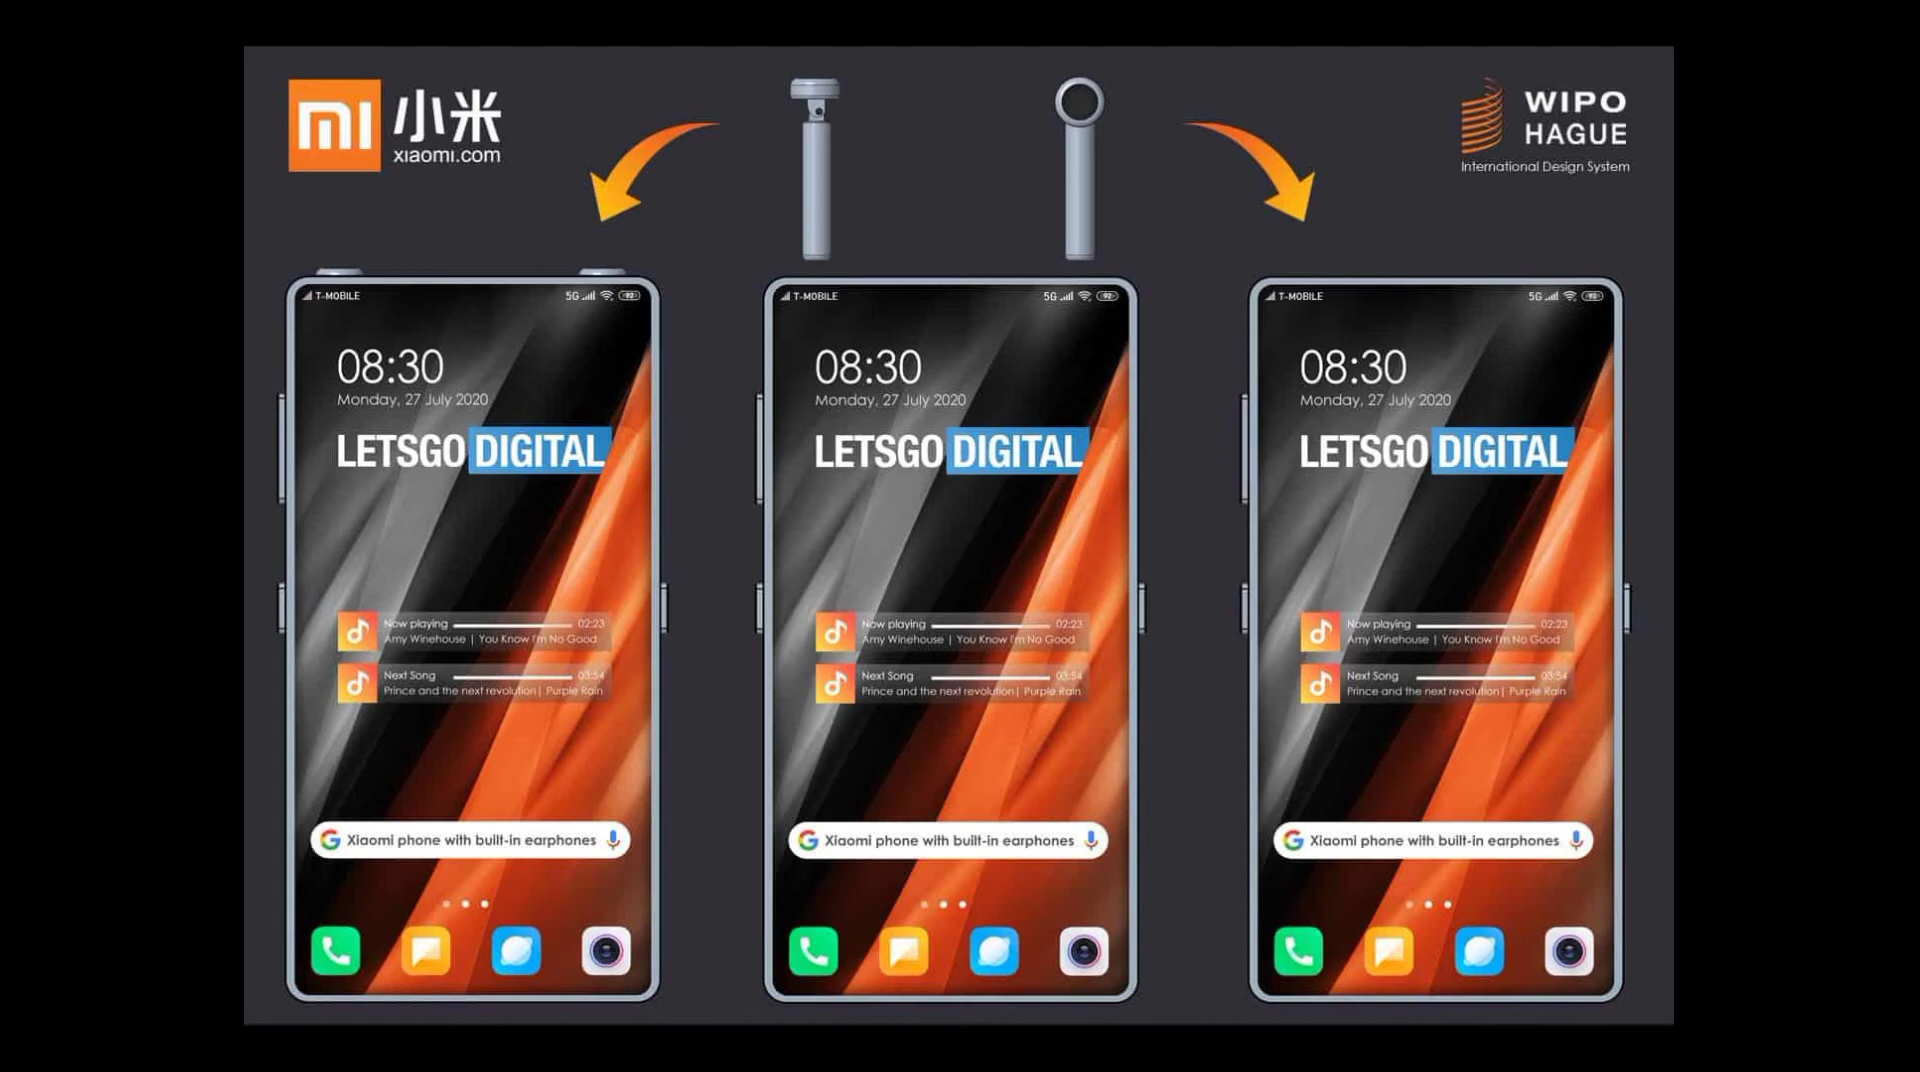 mi 小米
xiaomi.com
WIPO
HAGUE
International Design System
T-MOBILE 5G 92
08:30
Monday, 27 July 2020
LETSGO DIGITAL
Now playing 02:23
Amy Winehouse | You Know I'm No Good
Next Song 03:54
Prince and the next revolution| Purple Rain
Xiaomi phone with built-in earphones
T-MOBILE 5G 92
08:30
Monday, 27 July 2020
LETSGO DIGITAL
Now playing 02:23
Amy Winehouse | You Know I'm No Good
Next Song 03:54
Prince and the next revolution| Purple Rain
Xiaomi phone with built-in earphones
T-MOBILE 5G 92
08:30
Monday, 27 July 2020
LETSGO DIGITAL
Now playing 02:23
Amy Winehouse | You Know I'm No Good
Next Song 03:54
Prince and the next revolution| Purple Rain
Xiaomi phone with built-in earphones